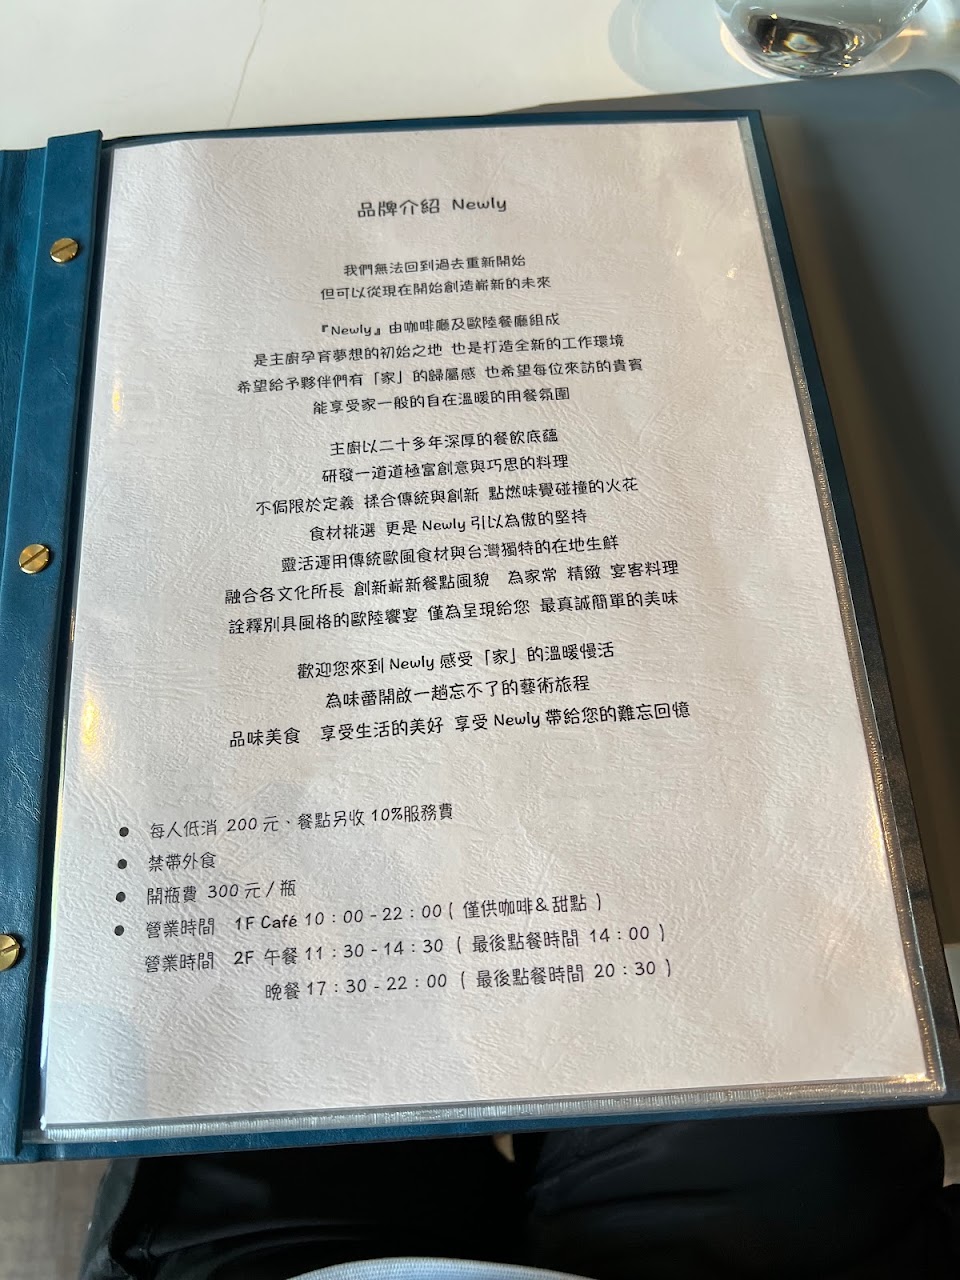 品牌介紹 Newly
我們無法回到過去重新開始
但可以從現在開始創造嶄新的未來
『Newly』由咖啡廳及歐陸餐廳組成
是主廚孕育夢想的初始之地 也是打造全新的工作環境
希望給予夥伴們有「家」的歸屬感 也希望每位來訪的貴賓
能享受家一般的自在溫暖的用餐氛圍
主廚以二十多年深厚的餐飲底蘊
研發一道道極富創意與巧思的料理
不侷限於定義 揉合傳統與創新 點燃味覺碰撞的火花
食材挑選 更是 Newly 引以為傲的堅持
靈活運用傳統歐風食材與台灣獨特的在地生鮮
融合各文化所長 創新嶄新餐點風貌 為家常 精緻 宴客料理
詮釋別具風格的歐陸饗宴 僅為呈現給您 最真誠簡單的美味
歡迎您來到 Newly 感受「家」的溫暖慢活
為味蕾開啟一趟忘不了的藝術旅程
品味美食 享受生活的美好 享受 Newly 帶給您的難忘回憶
● 每人低消 200 元、餐點另收 10%服務費
● 禁帶外食
● 開瓶費 300 元 / 瓶
● 營業時間 1F Café 10：00 - 22：00 ( 僅供咖啡& 甜點 )
營業時間 2F 午餐 11：30 - 14：30 ( 最後點餐時間 14：00 )
晚餐 17：30 - 22：00 ( 最後點餐時間 20：30 )